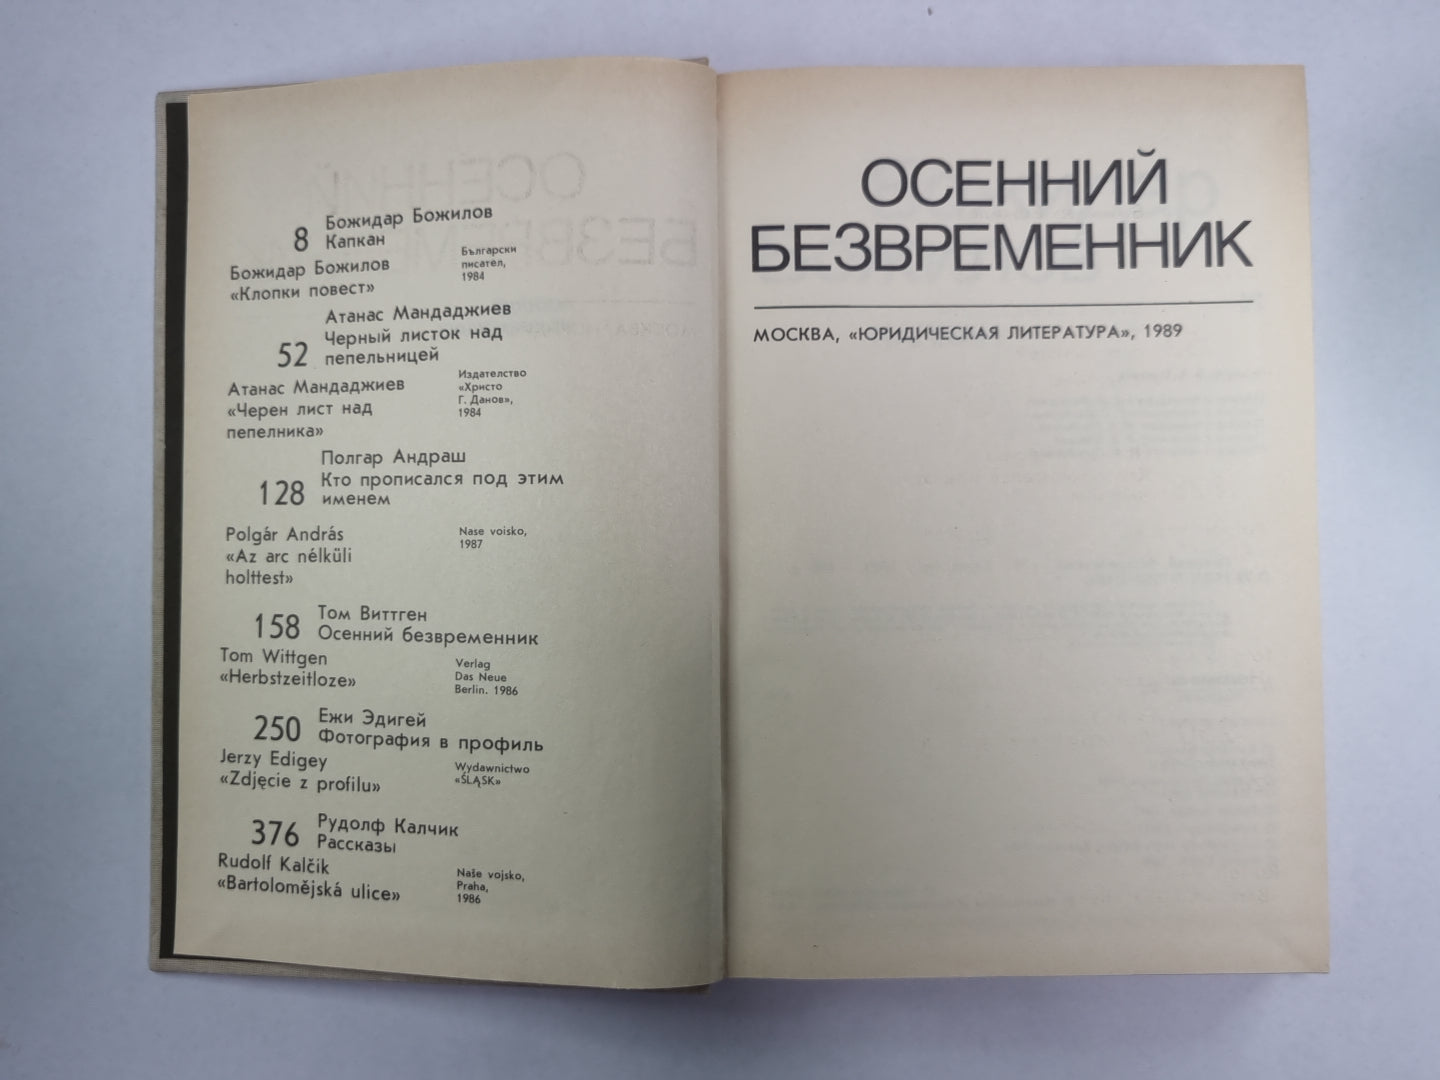 8
Божидар Божилов
Капкан
Божидар Божилов
«Клопки повест»
Български
писател,
1984
52
Атанас Мандаджиев
Черный листок над
пепельницей
Атанас Мандаджиев
«Черен лист над
пепелника»
Издателство
«Христо
Г. Данов»,
1984
128
Полгар Андраш
Кто прописался под этим
именем
Polgár András
«Az arc nélküli
holttest»
Nase voisko,
1987
158
Том Виттген
Осенний безвременник
Tom Wittgen
«Herbstzeitloze»
Verlag
Das Neue
Berlin. 1986
250
Ежи Эдигей
Фотография в профиль
Jerzy Edigey
«Zdjęcie z profilu»
Wydawnictwo
«ŚLĄSK»
376
Рудолф Калчик
Рассказы
Rudolf Kalčik
«Bartolomějská ulice»
Naše vojsko,
Praha,
1986
ОСЕННИЙ
БЕЗВРЕМЕННИК
МОСКВА, «ЮРИДИЧЕСКАЯ ЛИТЕРАТУРА», 1989